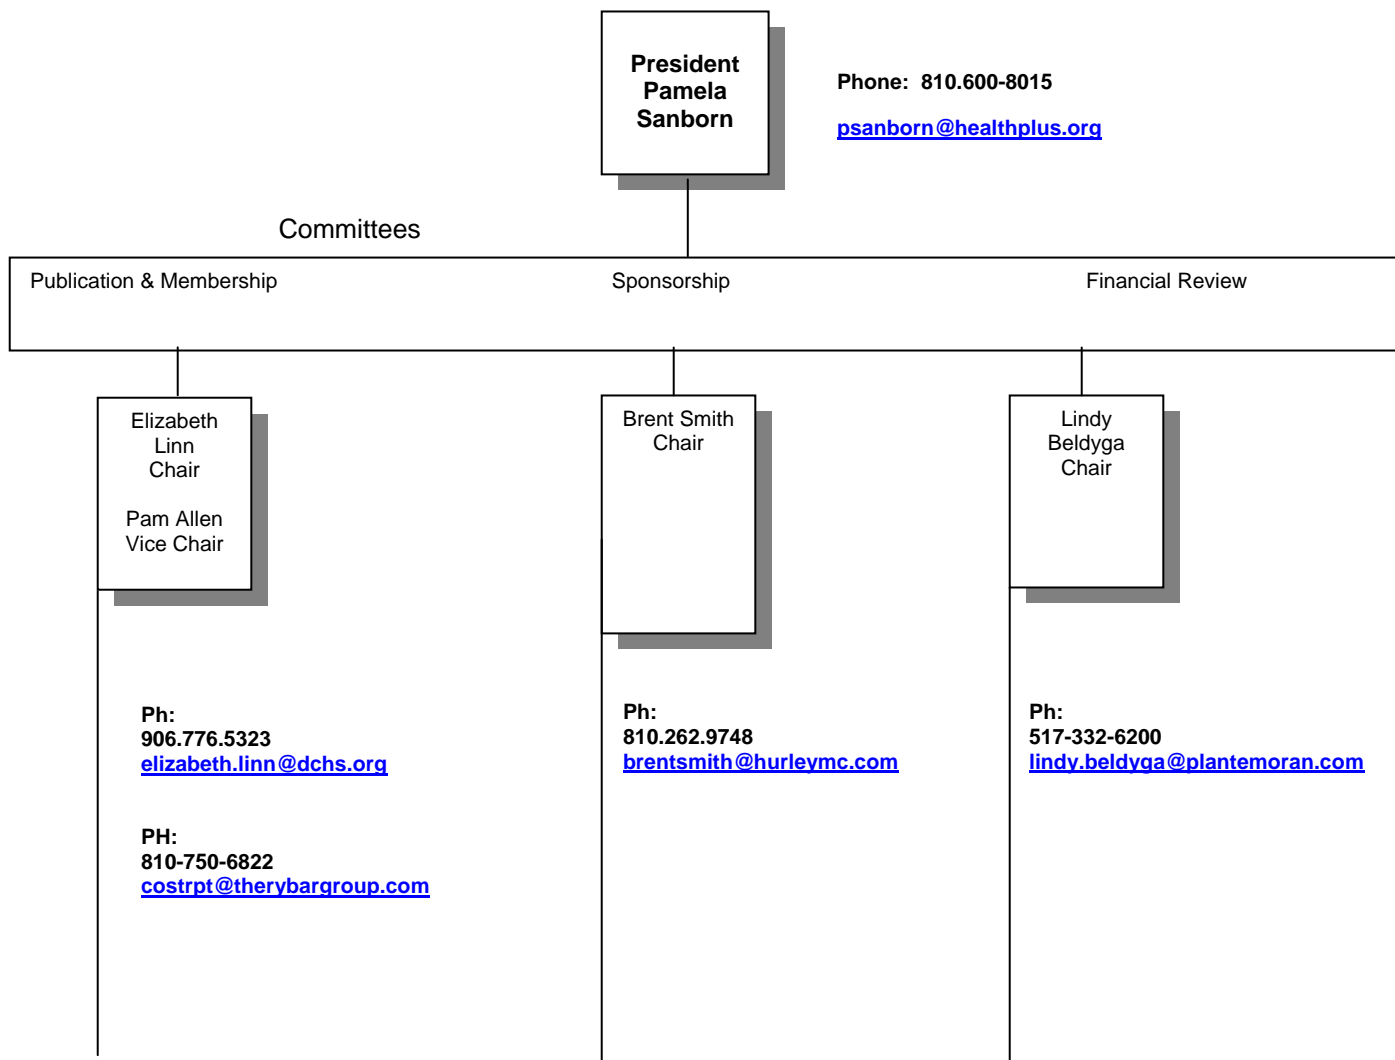 President
Pamela
Sanborn
Phone:  810.600-8015
psanborn@healthplus.org
Committees
Publication & Membership
Sponsorship
Financial Review
Elizabeth
Linn
Chair
Pam Allen
Vice Chair
Brent Smith
Chair
Lindy
Beldyga
Chair
Ph:
906.776.5323
elizabeth.linn@dchs.org
PH:
810-750-6822
costrpt@therybargroup.com
Ph:
810.262.9748
brentsmith@hurleymc.com
Ph:
517-332-6200
lindy.beldyga@plantemoran.com